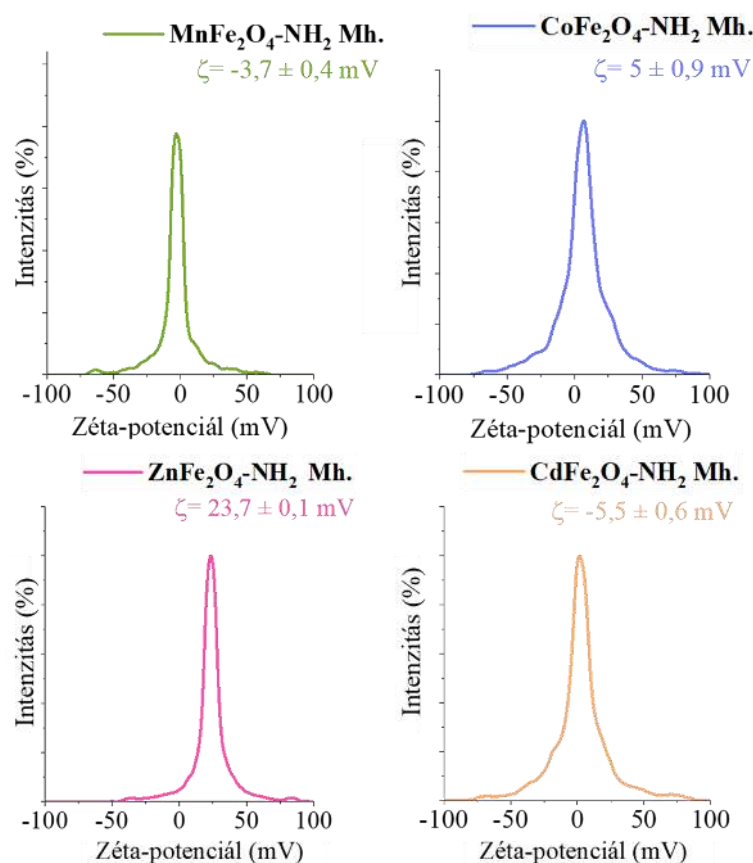 MnFe₂O₄-NH₂ Mh.
ζ= -3,7 ± 0,4 mV
Intenzitás (%)
-100 -50 0 50 100
Zéta-potenciál (mV)
CoFe₂O₄-NH₂ Mh.
ζ= 5 ± 0,9 mV
Intenzitás (%)
-100 -50 0 50 100
Zéta-potenciál (mV)
ZnFe₂O₄-NH₂ Mh.
ζ= 23,7 ± 0,1 mV
Intenzitás (%)
-100 -50 0 50 100
Zéta-potenciál (mV)
CdFe₂O₄-NH₂ Mh.
ζ= -5,5 ± 0,6 mV
Intenzitás (%)
-100 -50 0 50 100
Zéta-potenciál (mV)